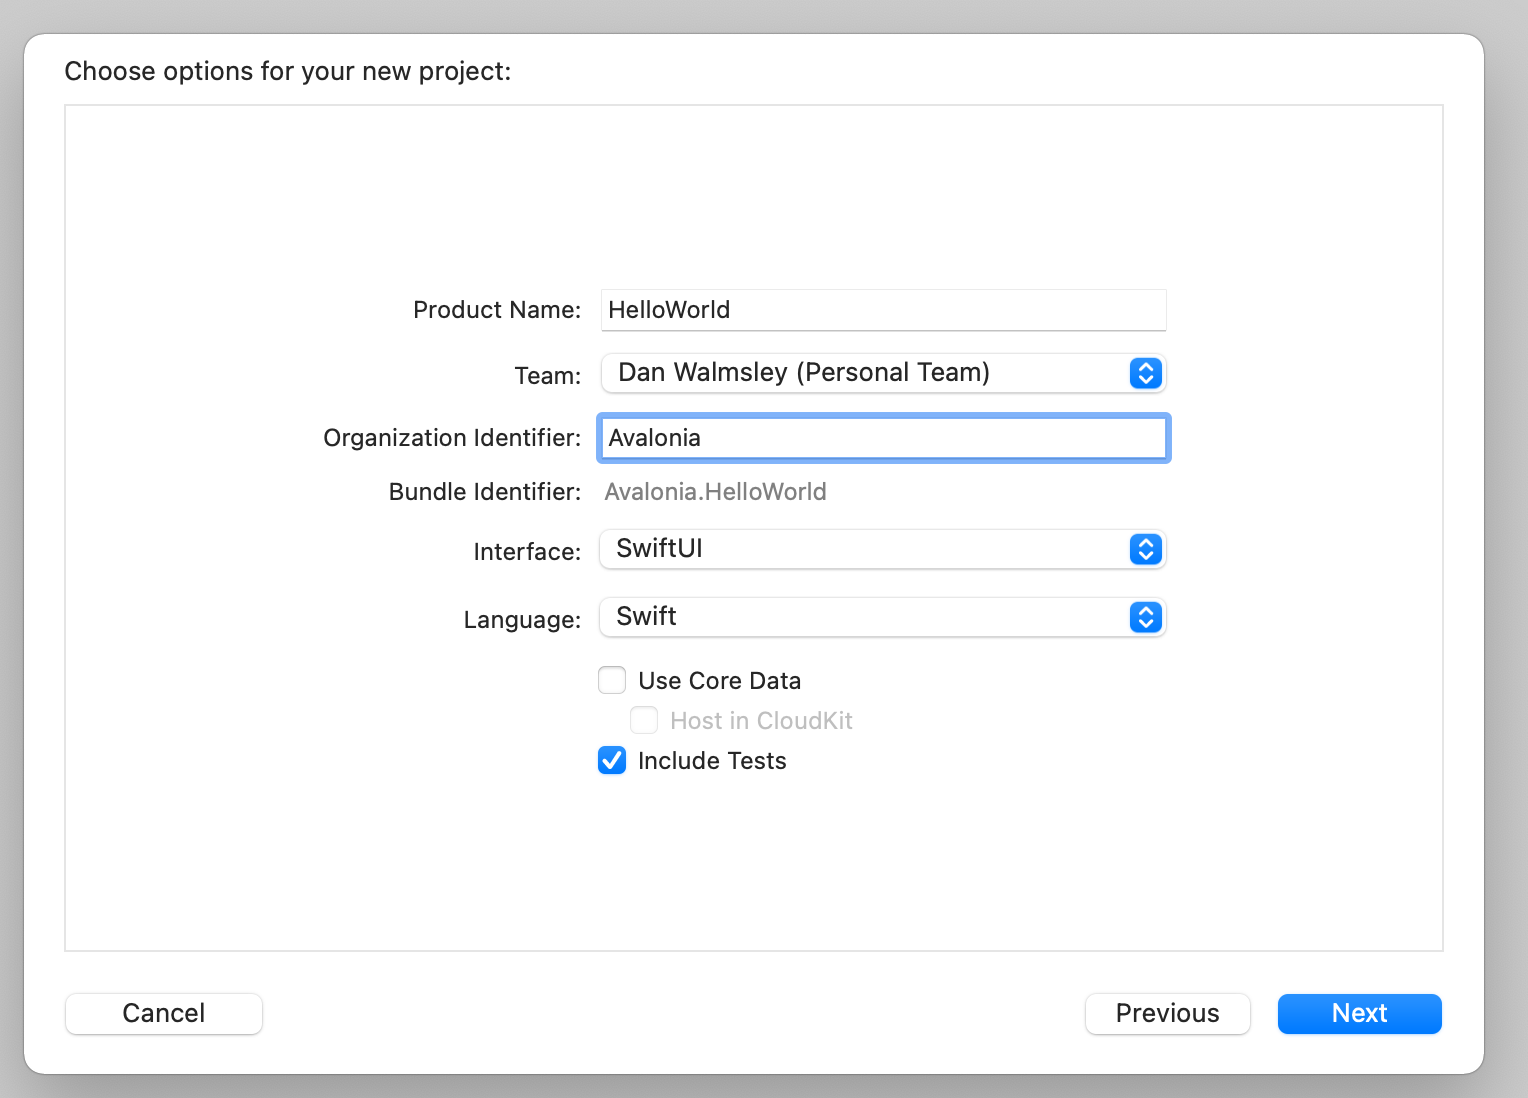 Choose options for your new project:
Product Name: HelloWorld
Team: Dan Walmsley (Personal Team)
Organization Identifier: Avalonia
Bundle Identifier: Avalonia.HelloWorld
Interface: SwiftUI
Language: Swift
Use Core Data
Host in CloudKit
Include Tests
Cancel Previous Next